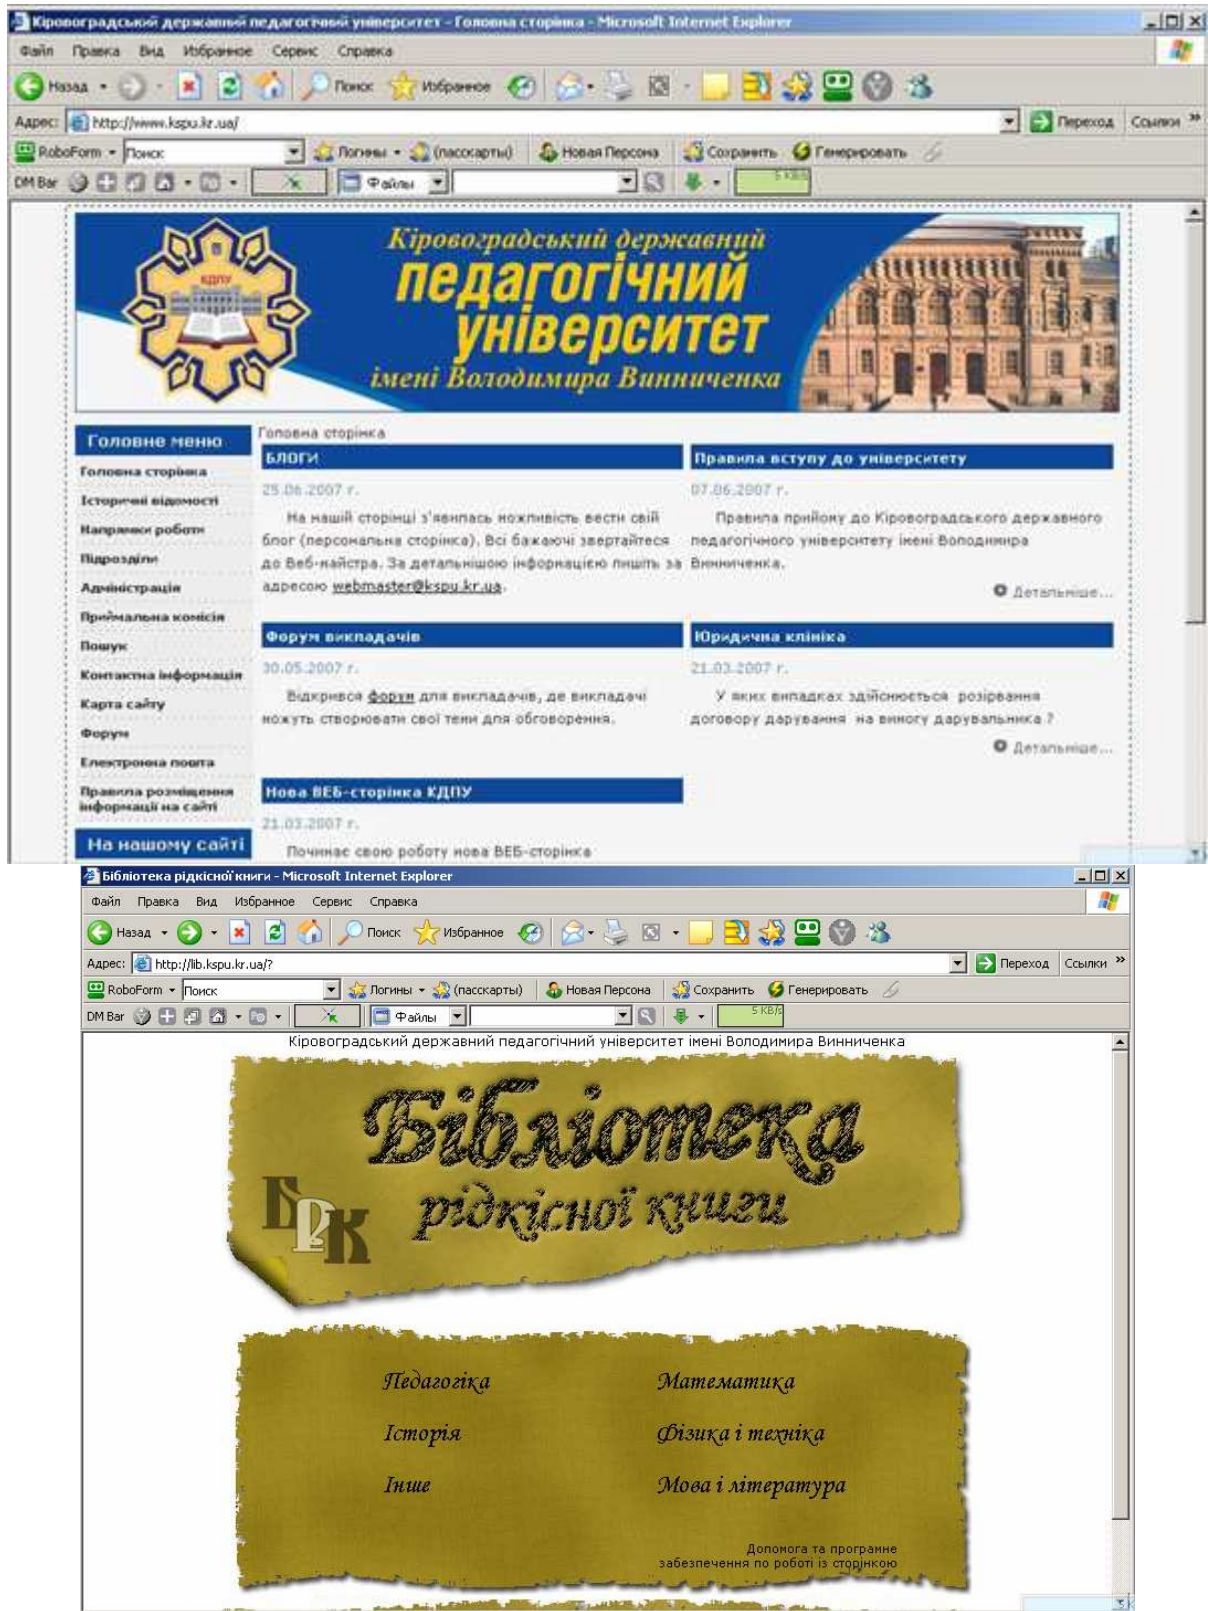 Кіровоградський державний педагогічний університет - Головна сторінка - Microsoft Internet Explorer
Файл Правка Вид Избранное Сервис Справка
Назад Поиск Избранное
Адрес: http://www.kspu.kr.ua/ Переход Ссылки »
RoboForm Поиск Логины (пасскарты) Новая Персона Сохранить Генерировать
DM Bar Файлы 5 KB/s
КДПУ
Кіровоградський державний
педагогічний
університет
імені Володимира Винниченка
Головне меню
Головна сторінка
Історичні відомості
Напрямки роботи
Підрозділи
Адміністрація
Приймальна комісія
Пошук
Контактна інформація
Карта сайту
Форум
Електронна пошта
Правила розміщення
інформації на сайті
На нашому сайті
Головна сторінка
БЛОГИ
25.06.2007 г.
На нашій сторінці з'явилась можливість вести свій
блог (персональна сторінка). Всі бажаючі звертайтеся
до Веб-майстра. За детальнішою інформацією пишіть за
адресою webmaster@kspu.kr.ua.
Правила вступу до університету
07.06.2007 г.
Правила прийому до Кіровоградського державного
педагогічного університету імені Володимира
Винниченка.
Детальніше...
Форум викладачів
30.05.2007 г.
Відкрився форум для викладачів, де викладачі
можуть створювати свої теми для обговорення.
Юридична клініка
21.03.2007 г.
У яких випадках здійснюється розірвання
договору дарування на вимогу дарувальника ?
Детальніше...
Нова ВЕБ-сторінка КДПУ
21.03.2007 г.
Починає свою роботу нова ВЕБ-сторінка
Бібліотека рідкісної книги - Microsoft Internet Explorer
Файл Правка Вид Избранное Сервис Справка
Назад Поиск Избранное
Адрес: http://lib.kspu.kr.ua/? Переход Ссылки »
RoboForm Поиск Логины (пасскарты) Новая Персона Сохранить Генерировать
DM Bar Файлы 5 KB/s
Кіровоградський державний педагогічний університет імені Володимира Винниченка
Бібліотека
рідкісної книги
БРК
Педагогіка Математика
Історія Фізика і техніка
Інше Мова і література
Допомога та програмне
забезпечення по роботі із сторінкою